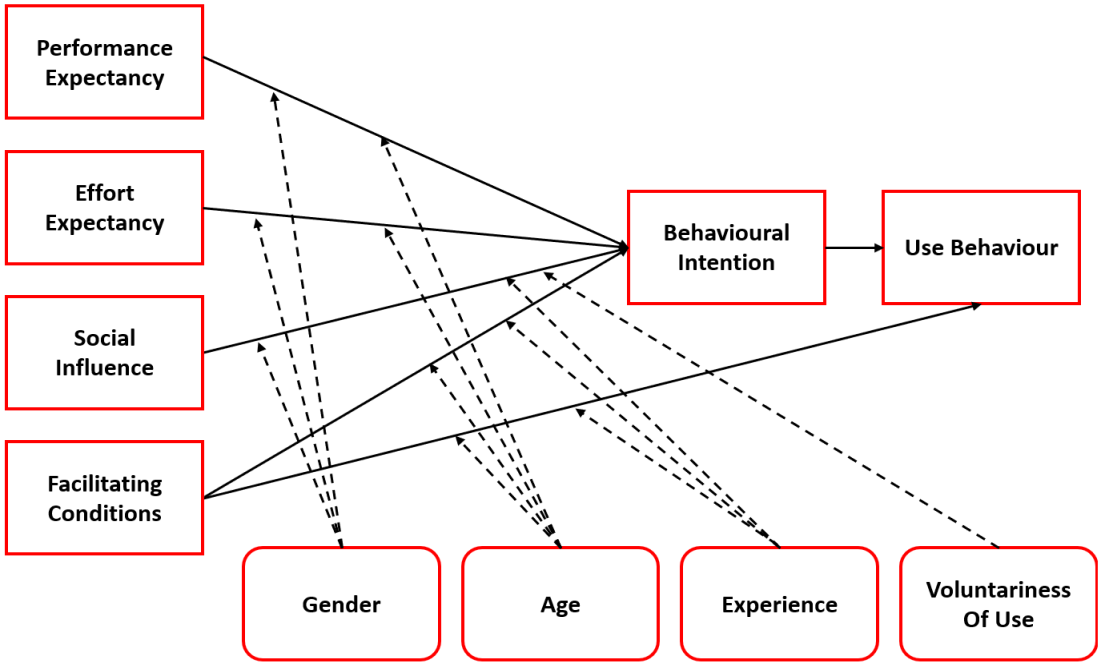 Performance
Expectancy
Effort
Expectancy
Social
Influence
Facilitating
Conditions
Behavioural
Intention
Use Behaviour
Gender
Age
Experience
Voluntariness
Of Use